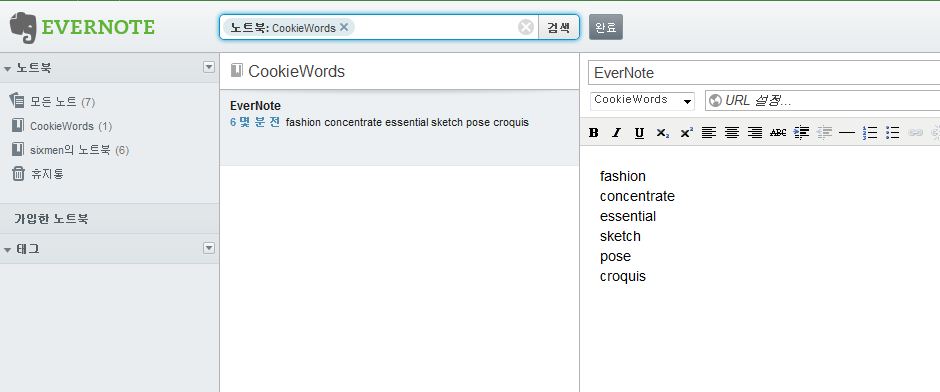 EVERNOTE
노트북: CookieWords
검색
완료
노트북
모든 노트 (7)
CookieWords (1)
sixmen의 노트북 (6)
휴지통
가입한 노트북
태그
CookieWords
EverNote
6 몇 분 전 fashion concentrate essential sketch pose croquis
EverNote
CookieWords
URL 설정...
B I U X₂ X² ABC
fashion
concentrate
essential
sketch
pose
croquis